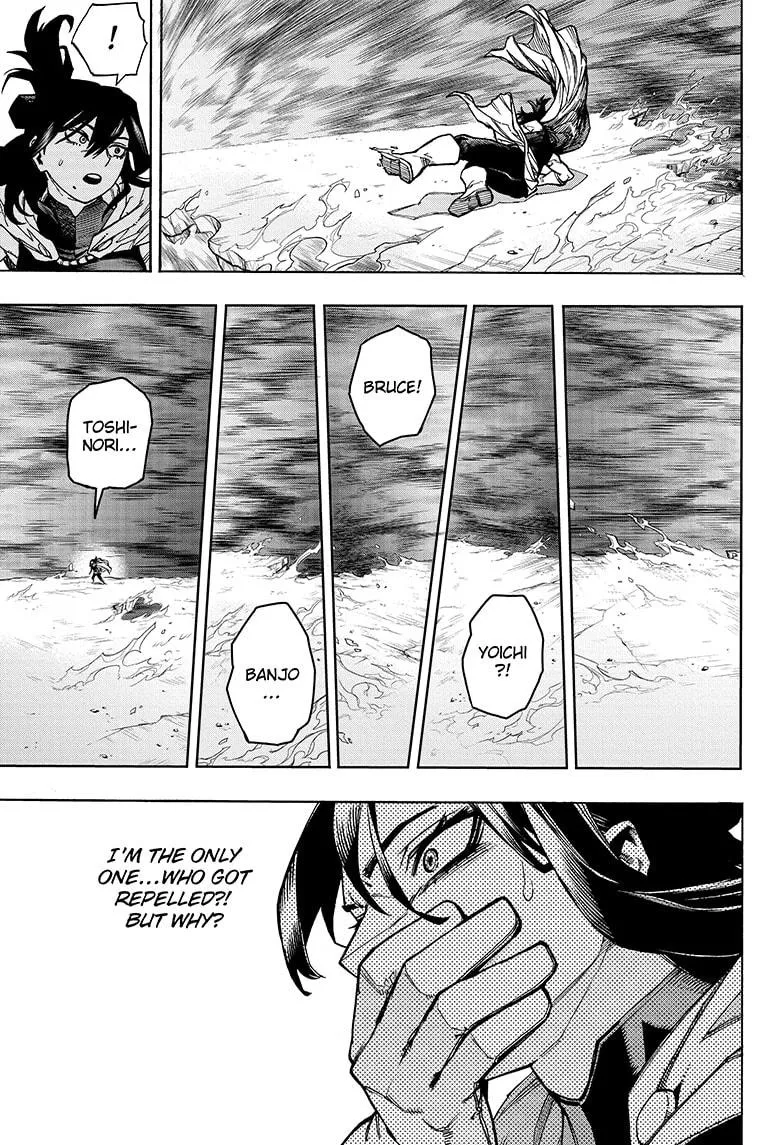 !
YOICHI
?!
BRUCE!
BANJO
...
TOSHI-
NORI...
I'M THE ONLY
ONE...WHO GOT
REPELLED?!
BUT WHY?